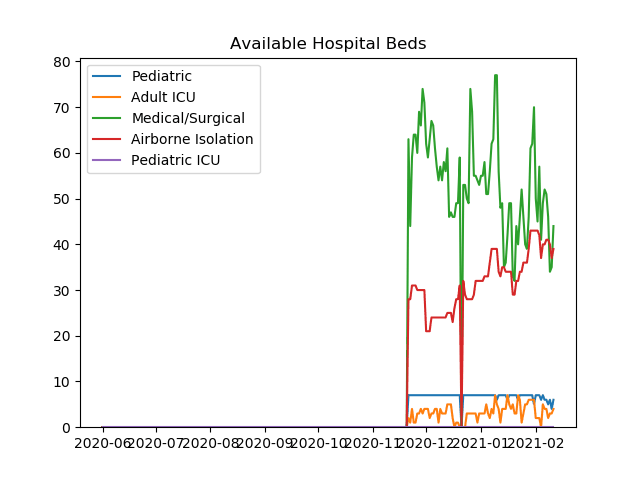 Available Hospital Beds
80
70
60
50
40
30
20
10
0
Pediatric
Adult ICU
Medical/Surgical
Airborne Isolation
Pediatric ICU
2020-06 2020-07 2020-08 2020-09 2020-10 2020-11 2020-12 2021-01 2021-02